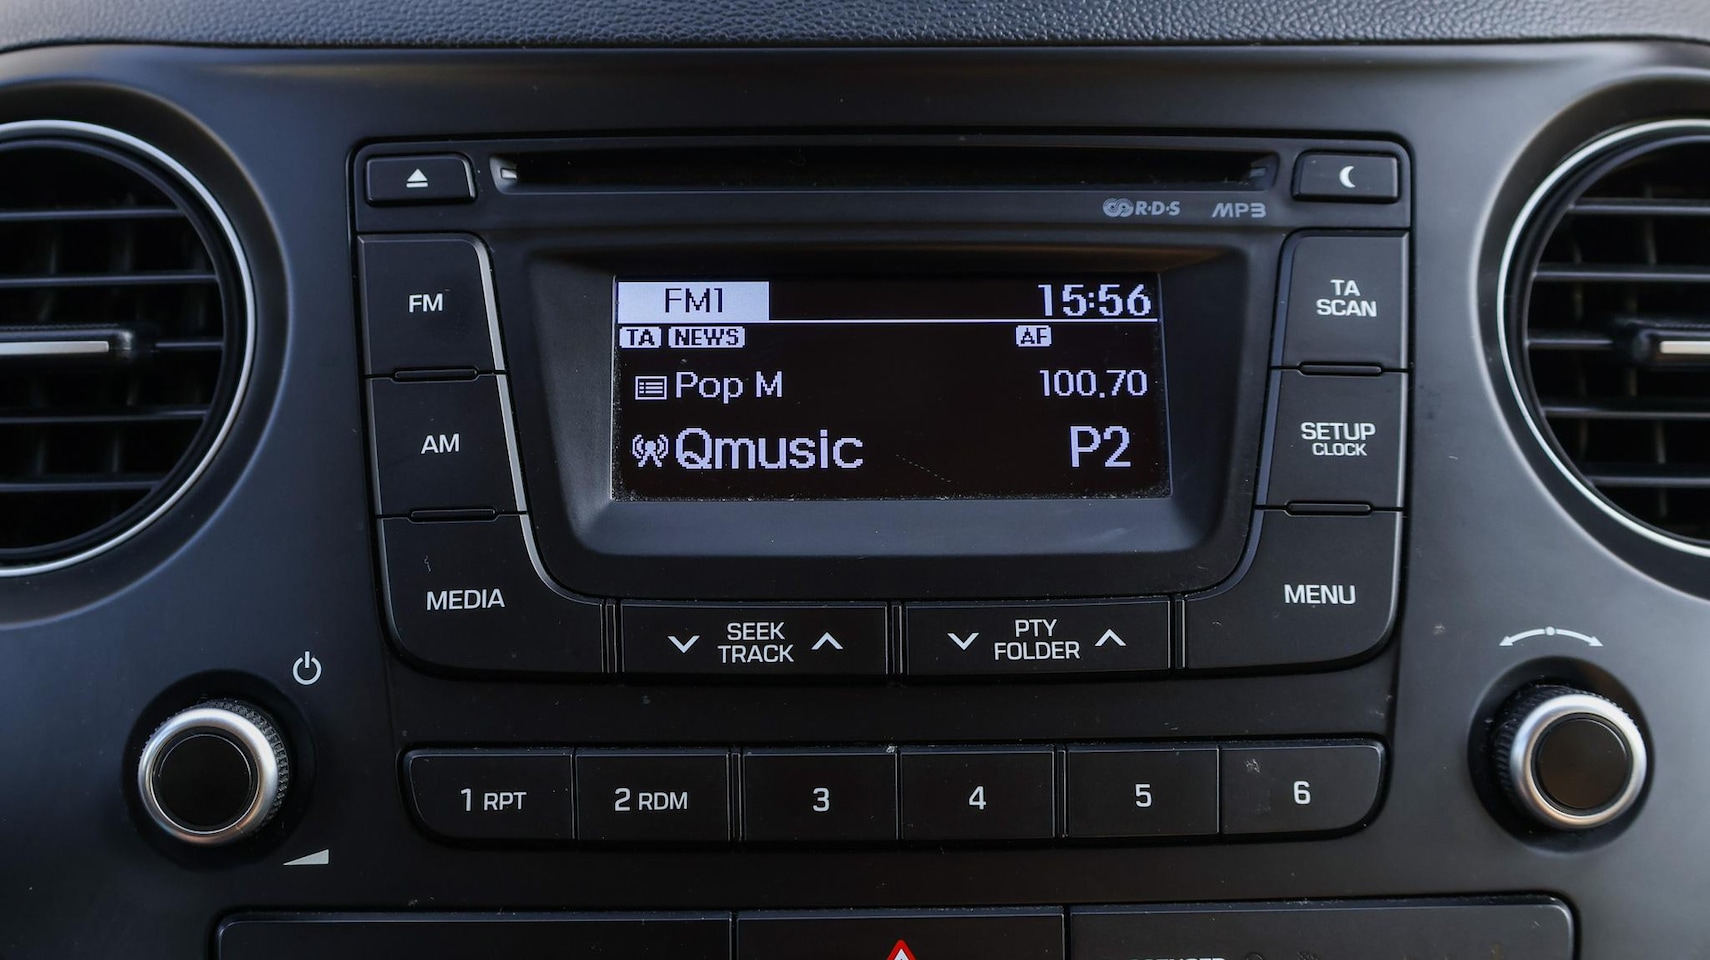 R·D·S MP3
FM
AM
MEDIA
FM1 15:56
TA NEWS AF
Pop M 100.70
Qmusic P2
TA
SCAN
SETUP
CLOCK
MENU
SEEK
TRACK
PTY
FOLDER
1 RPT
2 RDM
3
4
5
6